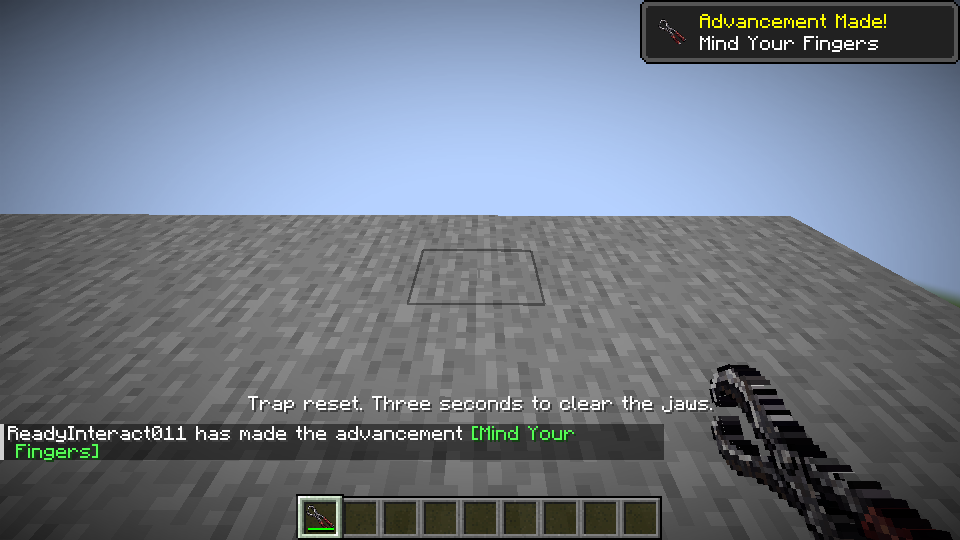 Advancement Made!
Mind Your Fingers
Trap reset. Three seconds to clear the jaws.
ReadyInteract011 has made the advancement [Mind Your
Fingers]